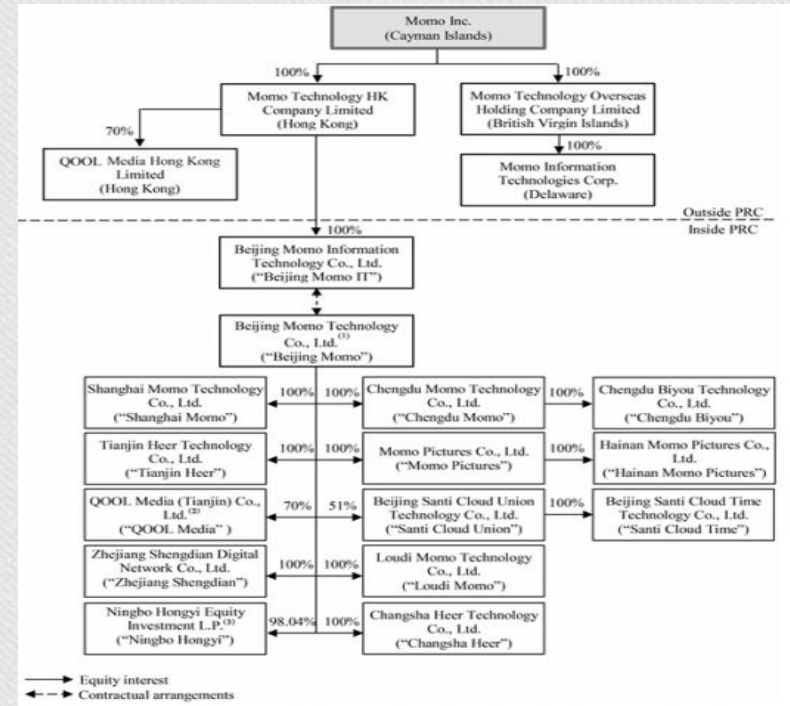 Momo Inc.
(Cayman Islands)
100%
100%
Momo Technology HK
Company Limited
(Hong Kong)
Momo Technology Overseas
Holding Company Limited
(British Virgin Islands)
70%
100%
QOOL Media Hong Kong
Limited
(Hong Kong)
Momo Information
Technologies Corp.
(Delaware)
Outside PRC
Inside PRC
100%
Beijing Momo Information
Technology Co., Ltd.
("Beijing Momo IT")
Beijing Momo Technology
Co., Ltd.(1)
("Beijing Momo")
Shanghai Momo Technology
Co., Ltd.
("Shanghai Momo")
100% 100%
Chengdu Momo Technology
Co., Ltd.
("Chengdu Momo")
100%
Chengdu Biyou Technology
Co., Ltd.
("Chengdu Biyou")
Tianjin Heer Technology
Co., Ltd.
("Tianjin Heer")
100% 100%
Momo Pictures Co., Ltd.
("Momo Pictures")
100%
Hainan Momo Pictures Co.,
Ltd.
("Hainan Momo Pictures")
QOOL Media (Tianjin) Co.,
Ltd.(2)
("QOOL Media" )
70% 51%
Beijing Santi Cloud Union
Technology Co., Ltd.
("Santi Cloud Union")
100%
Beijing Santi Cloud Time
Technology Co., Ltd.
("Santi Cloud Time")
Zhejiang Shengdian Digital
Network Co., Ltd.
("Zhejiang Shengdian")
100% 100%
Loudi Momo Technology
Co., Ltd.
("Loudi Momo")
Ningbo Hongyi Equity
Investment L.P.(3)
("Ningbo Hongyi")
98.04% 100%
Changsha Heer Technology
Co., Ltd.
("Changsha Heer")
Equity interest
Contractual arrangements